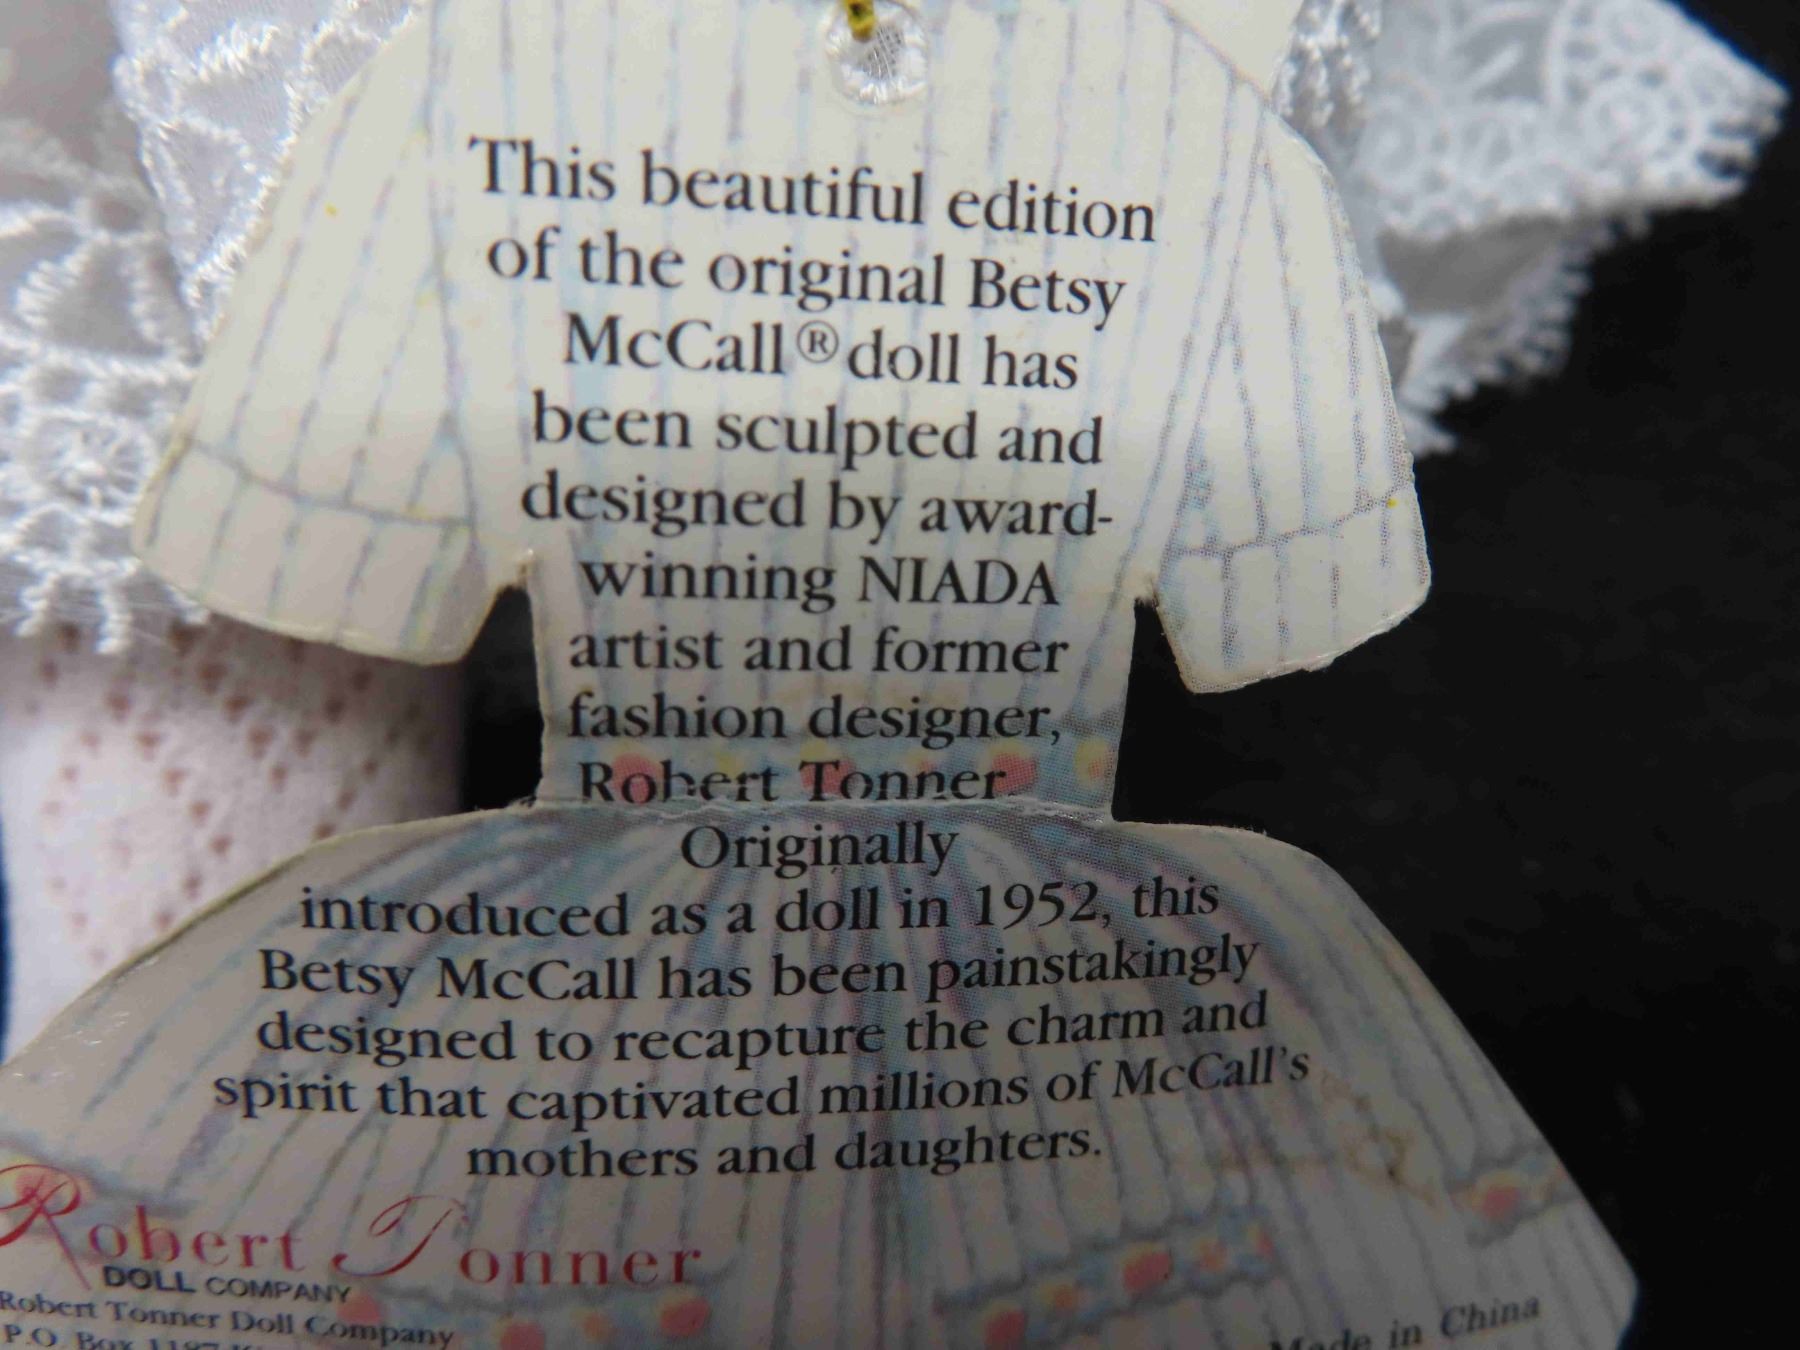 This beautiful edition
of the original Betsy
McCall® doll has
been sculpted and
designed by award-
winning NIADA
artist and former
fashion designer,
Robert Tonner
Originally
introduced as a doll in 1952, this
Betsy McCall has been painstakingly
designed to recapture the charm and
spirit that captivated millions of McCall's
mothers and daughters.
Robert Tonner
DOLL COMPANY
Robert Tonner Doll Company
P.O. Box 1187
Made in China